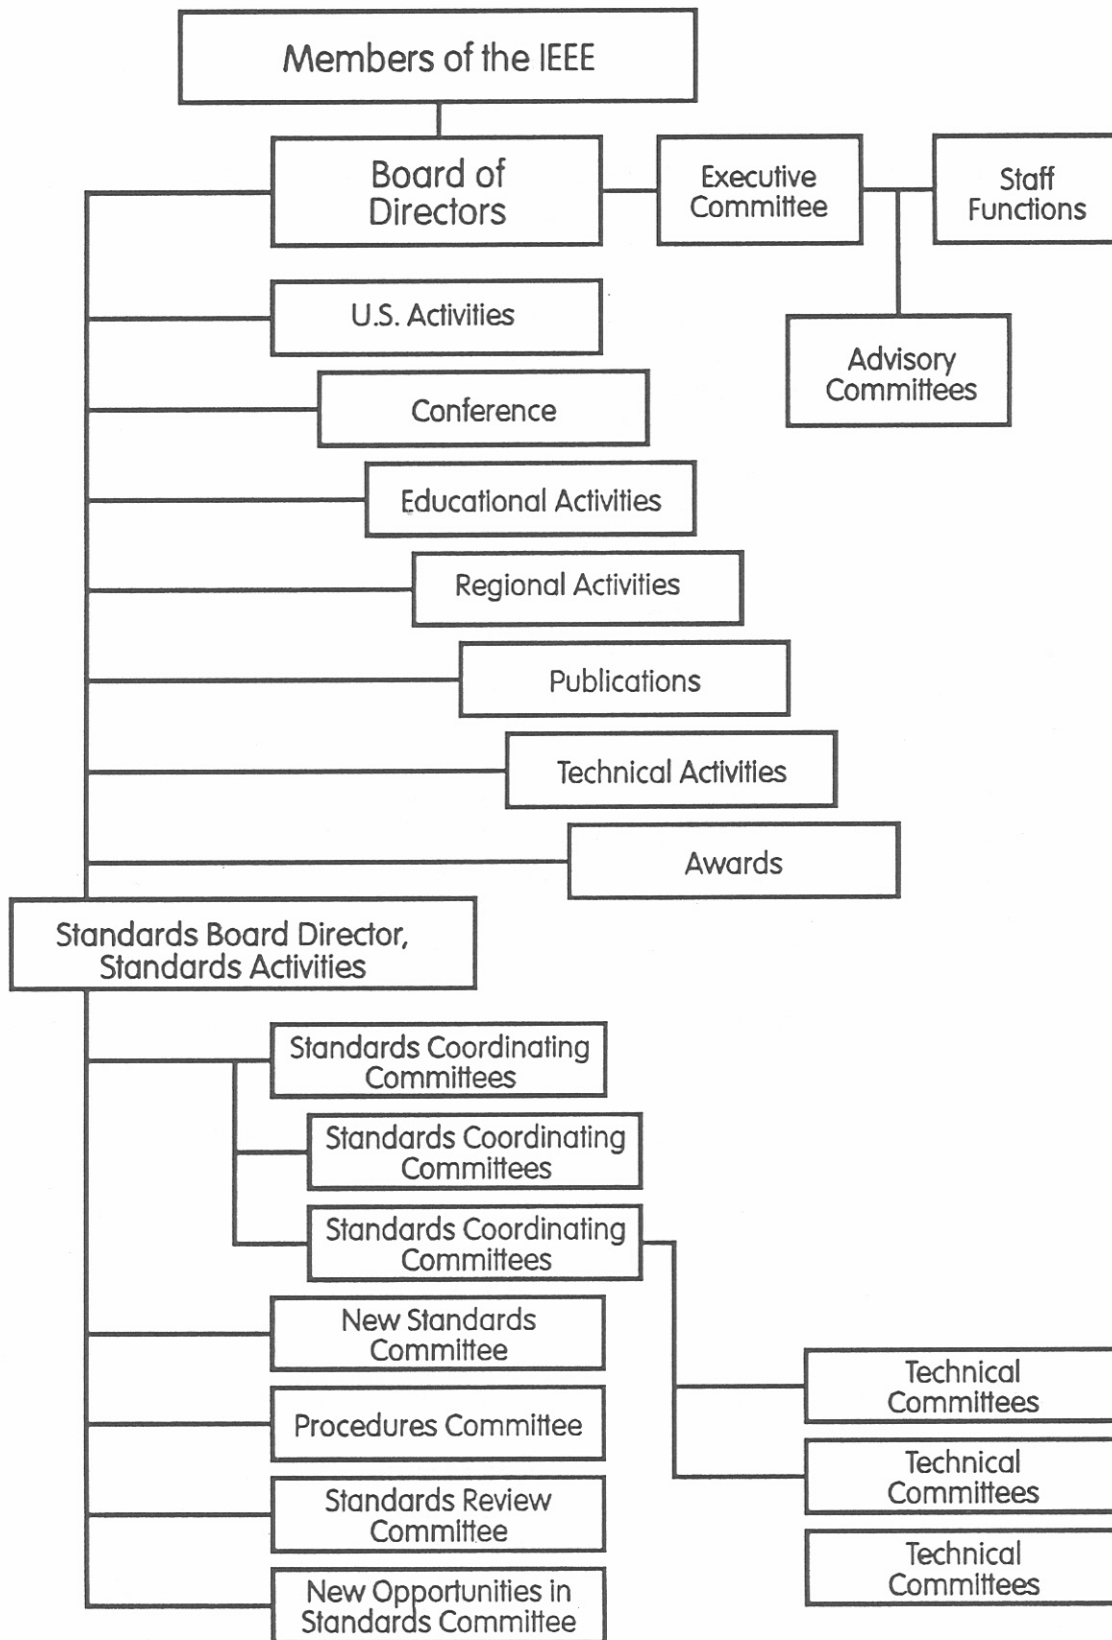 Members of the IEEE
Board of
Directors
Executive
Committee
Staff
Functions
U.S. Activities
Advisory
Committees
Conference
Educational Activities
Regional Activities
Publications
Technical Activities
Awards
Standards Board Director,
Standards Activities
Standards Coordinating
Committees
Standards Coordinating
Committees
Standards Coordinating
Committees
New Standards
Committee
Technical
Committees
Procedures Committee
Technical
Committees
Standards Review
Committee
Technical
Committees
New Opportunities in
Standards Committee